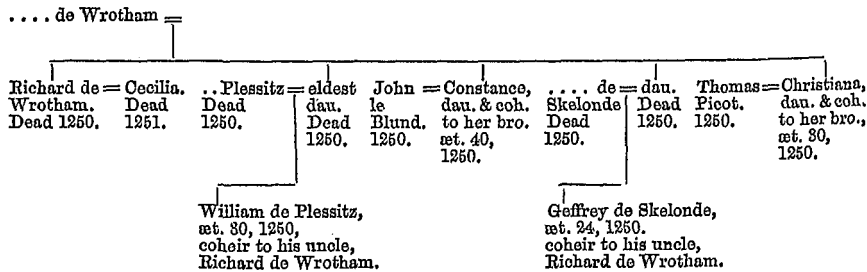 .... de Wrotham =
Richard de
Wrotham.
Dead 1250.
= Cecilia.
Dead
1251.
..Plessitz
Dead
1250.
= eldest
dau.
Dead
1250.
John
le
Blund.
1250.
= Constance,
dau. & coh.
to her bro.
æt. 40,
1250.
.... de
Skelonde
Dead
1250.
= dau.
Dead
1250.
Thomas
Picot.
1250.
= Christiana,
dau. & coh.
to her bro.,
æt. 30,
1250.
William de Plessitz,
æt. 30, 1250,
coheir to his uncle,
Richard de Wrotham.
Geffrey de Skelonde,
æt. 24, 1250.
coheir to his uncle,
Richard de Wrotham.